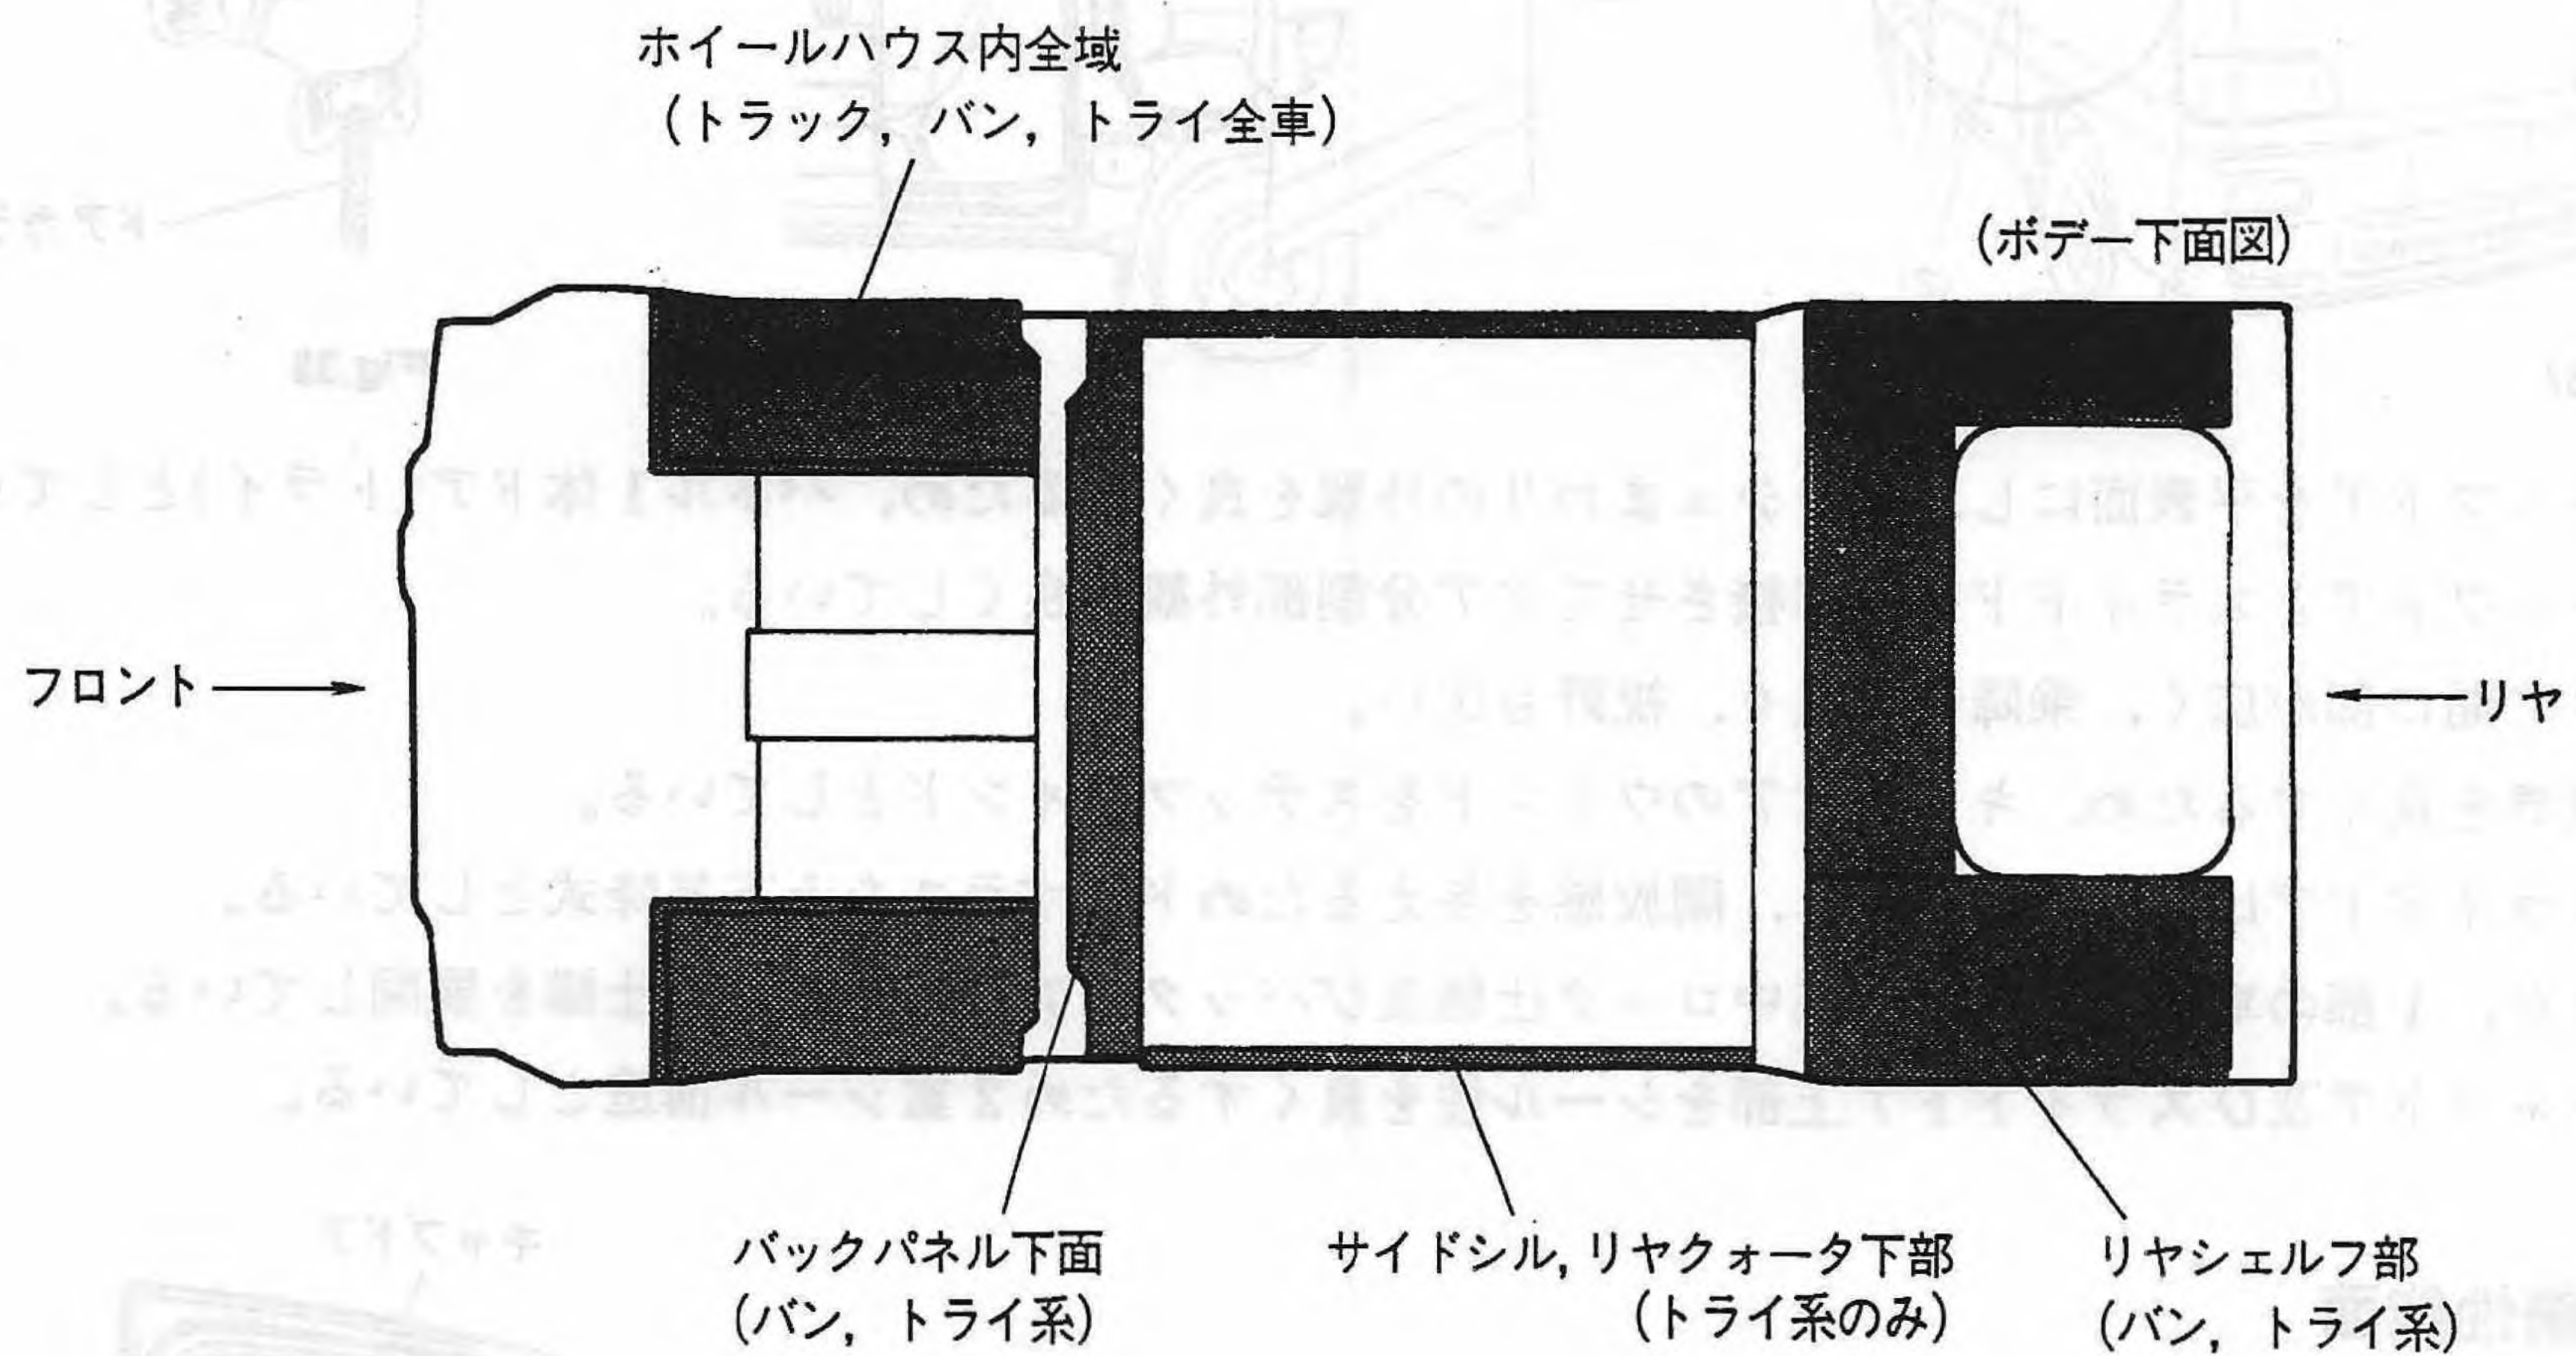 ホイールハウス内全域
(トラック, バン, トライ全車)
(ボデー下面図)
フロント
リヤ
バックパネル下面
(バン, トライ系)
サイドシル, リヤクォータ下部
(トライ系のみ)
リヤシェルフ部
(バン, トライ系)